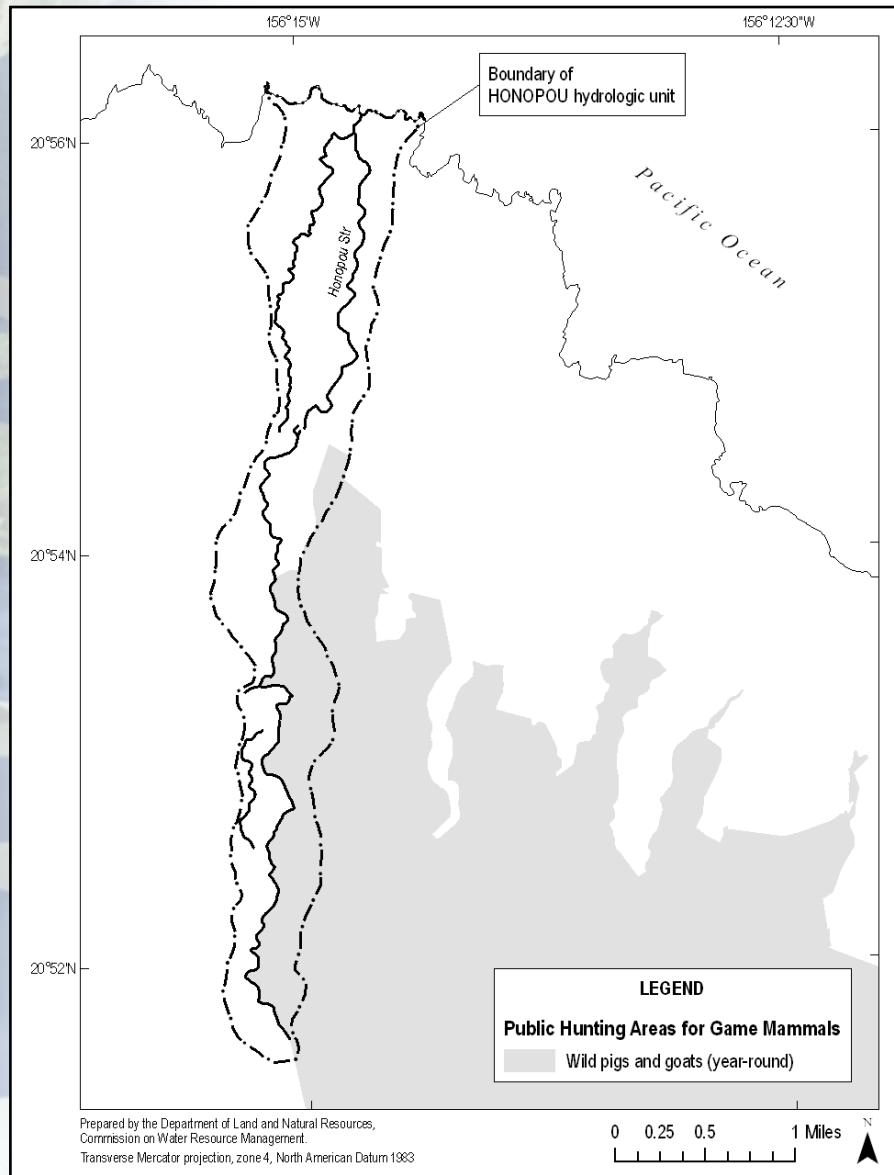 156°15'W
156°12'30"W
Boundary of
HONOPOU hydrologic unit
20°56'N
Pacific Ocean
Honopou Str
20°54'N
20°52'N
LEGEND
Public Hunting Areas for Game Mammals
Wild pigs and goats (year-round)
Prepared by the Department of Land and Natural Resources,
Commission on Water Resource Management.
Transverse Mercator projection, zone 4, North American Datum 1983
0 0.25 0.5 1 Miles
N